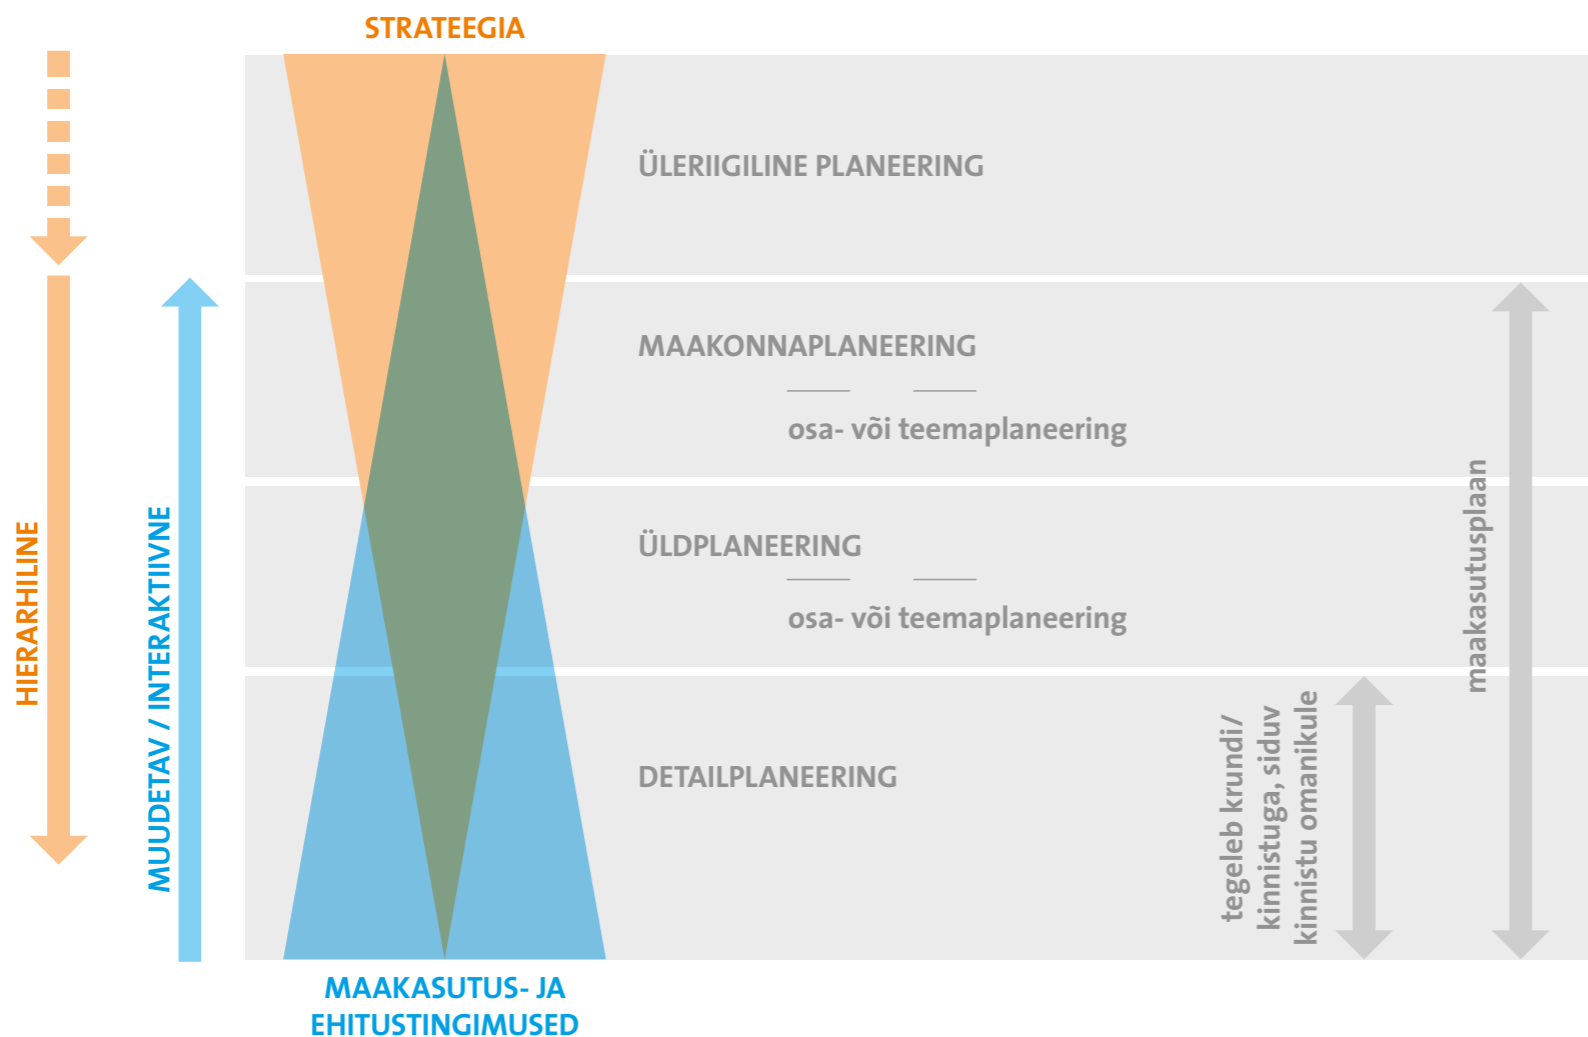 STRATEEGIA
ÜLERIIGILINE PLANEERING
MAAKONNAPLANEERING
osa- või teemaplaneering
ÜLDPLANEERING
osa- või teemaplaneering
DETAILPLANEERING
HIERARHILINE
MUUDETAV / INTERAKTIIVNE
tegeleb krundi/
kinnistuga, siduv
kinnistu omanikule
maakasutusplaan
MAAKASUTUS- JA
EHITUSTINGIMUSED